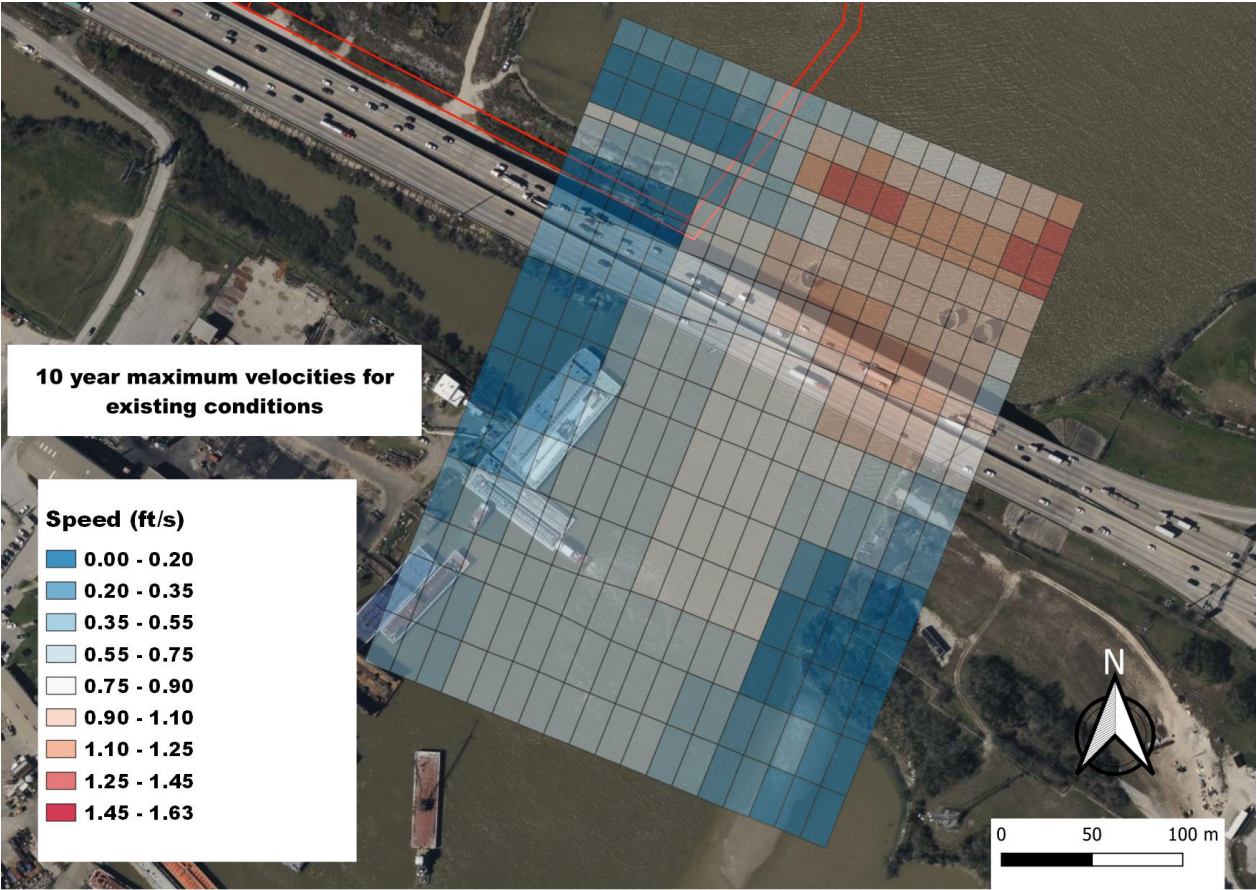 10 year maximum velocities for
existing conditions
Speed (ft/s)
0.00 - 0.20
0.20 - 0.35
0.35 - 0.55
0.55 - 0.75
0.75 - 0.90
0.90 - 1.10
1.10 - 1.25
1.25 - 1.45
1.45 - 1.63
N
0 50 100 m